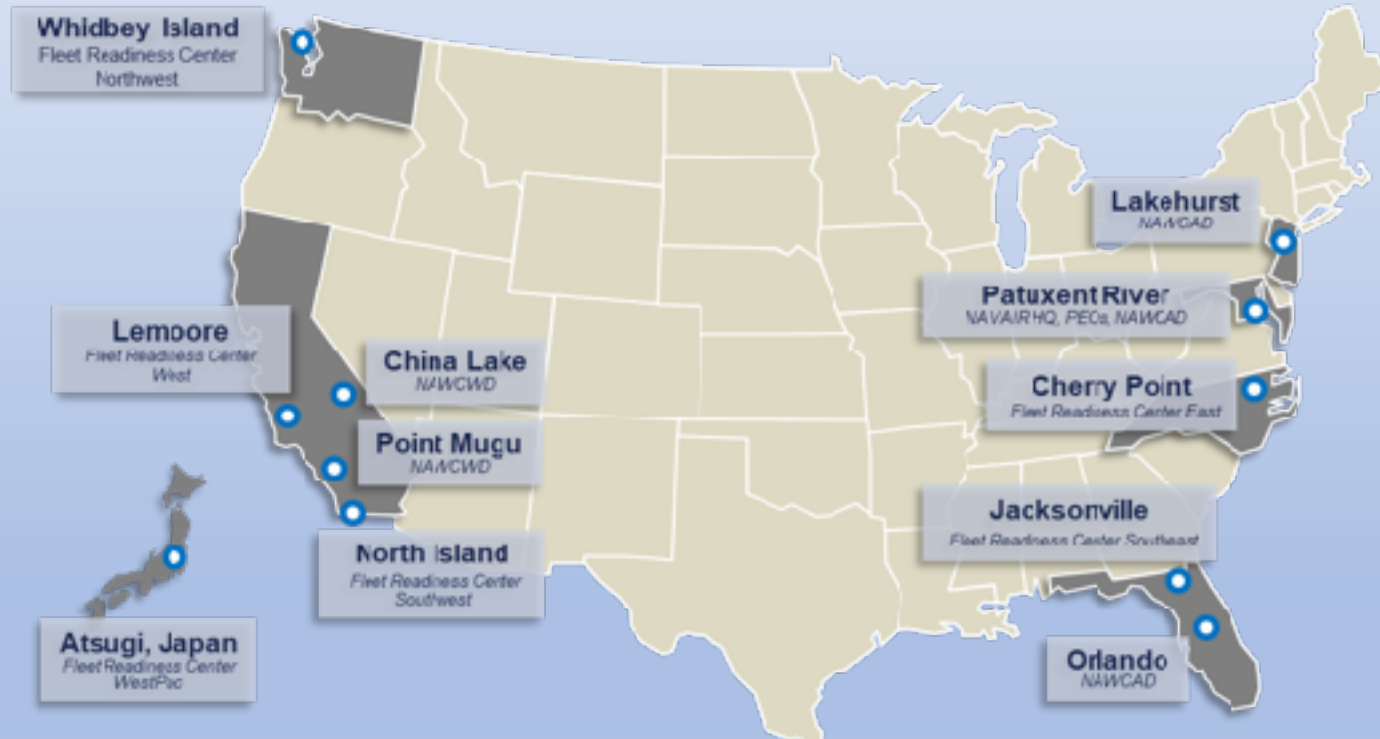 Whidbey Island
Fleet Readiness Center
Northwest
Lakehurst
NAWCAD
Patuxent River
NAVAIRHQ, PEOs, NAWCAD
Lemoore
Fleet Readiness Center
West
China Lake
NAWCWD
Cherry Point
Fleet Readiness Center East
Point Mugu
NAWCWD
Jacksonville
Fleet Readiness Center Southeast
North Island
Fleet Readiness Center
Southwest
Atsugi, Japan
Fleet Readiness Center
WestPac
Orlando
NAWCAD